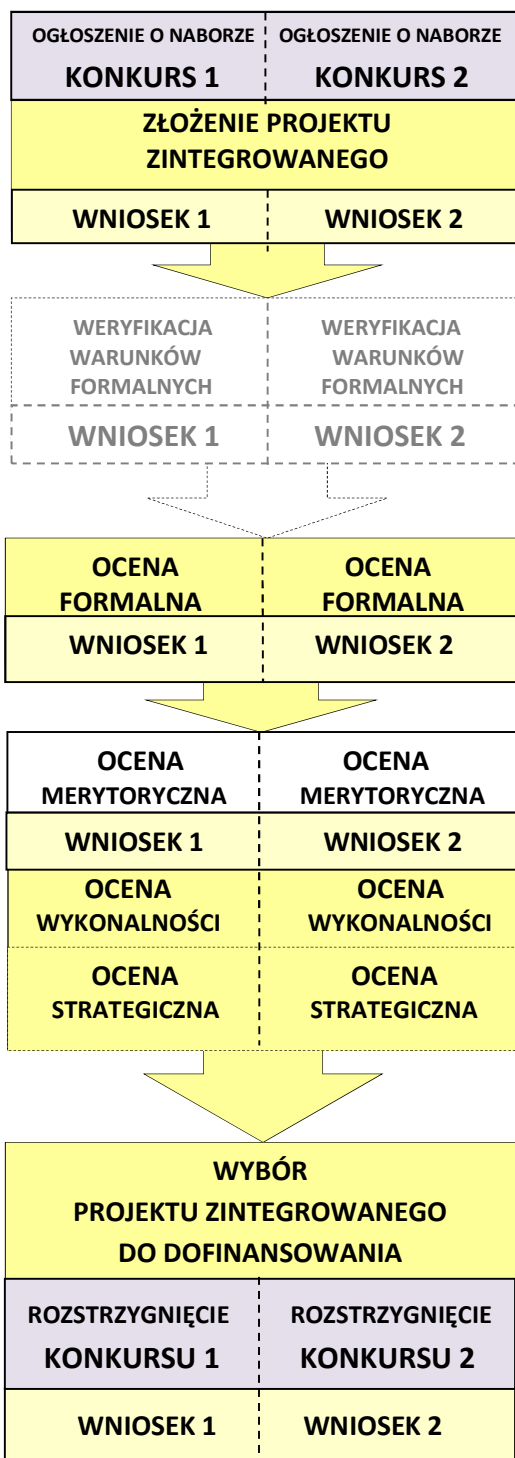 OGŁOSZENIE O NABORZE OGŁOSZENIE O NABORZE
KONKURS 1 KONKURS 2
ZŁOŻENIE PROJEKTU
ZINTEGROWANEGO
WNIOSEK 1 WNIOSEK 2
WERYFIKACJA WERYFIKACJA
WARUNKÓW WARUNKÓW
FORMALNYCH FORMALNYCH
WNIOSEK 1 WNIOSEK 2
OCENA OCENA
FORMALNA FORMALNA
WNIOSEK 1 WNIOSEK 2
OCENA OCENA
MERYTORYCZNA MERYTORYCZNA
WNIOSEK 1 WNIOSEK 2
OCENA OCENA
WYKONALNOŚCI WYKONALNOŚCI
OCENA OCENA
STRATEGICZNA STRATEGICZNA
WYBÓR
PROJEKTU ZINTEGROWANEGO
DO DOFINANSOWANIA
ROZSTRZYGNIĘCIE ROZSTRZYGNIĘCIE
KONKURSU 1 KONKURSU 2
WNIOSEK 1 WNIOSEK 2